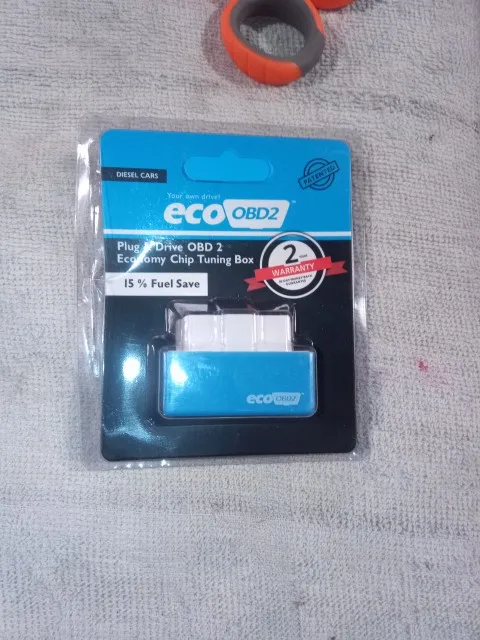 DIESEL CARS
PATENTED
Your own drive!
eco OBD2
Plug & Drive OBD 2
Economy Chip Tuning Box
15 % Fuel Save
2
WARRANTY
eco OBD2